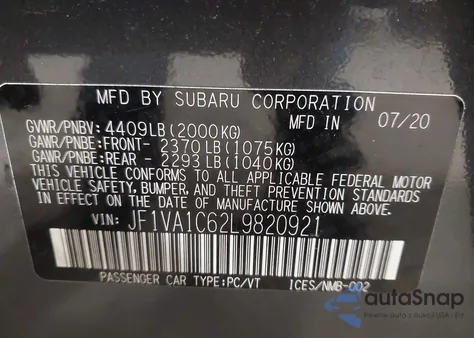 MFD BY SUBARU CORPORATION
GVWR/PNBV: 4409LB(2000KG) MFD IN 07/20
GAWR/PNBE:FRONT- 2370LB(1075KG)
GAWR/PNBE:REAR - 2293LB(1040KG)
THIS VEHICLE CONFORMS TO ALL APPLICABLE FEDERAL MOTOR
VEHICLE SAFETY, BUMPER, AND THEFT PREVENTION STANDARDS
IN EFFECT ON THE DATE OF MANUFACTURE SHOWN ABOVE.
VIN: JF1VA1C62L9820921
PASSENGER CAR TYPE:PC/VT ICES/NMB-002
autaSnap